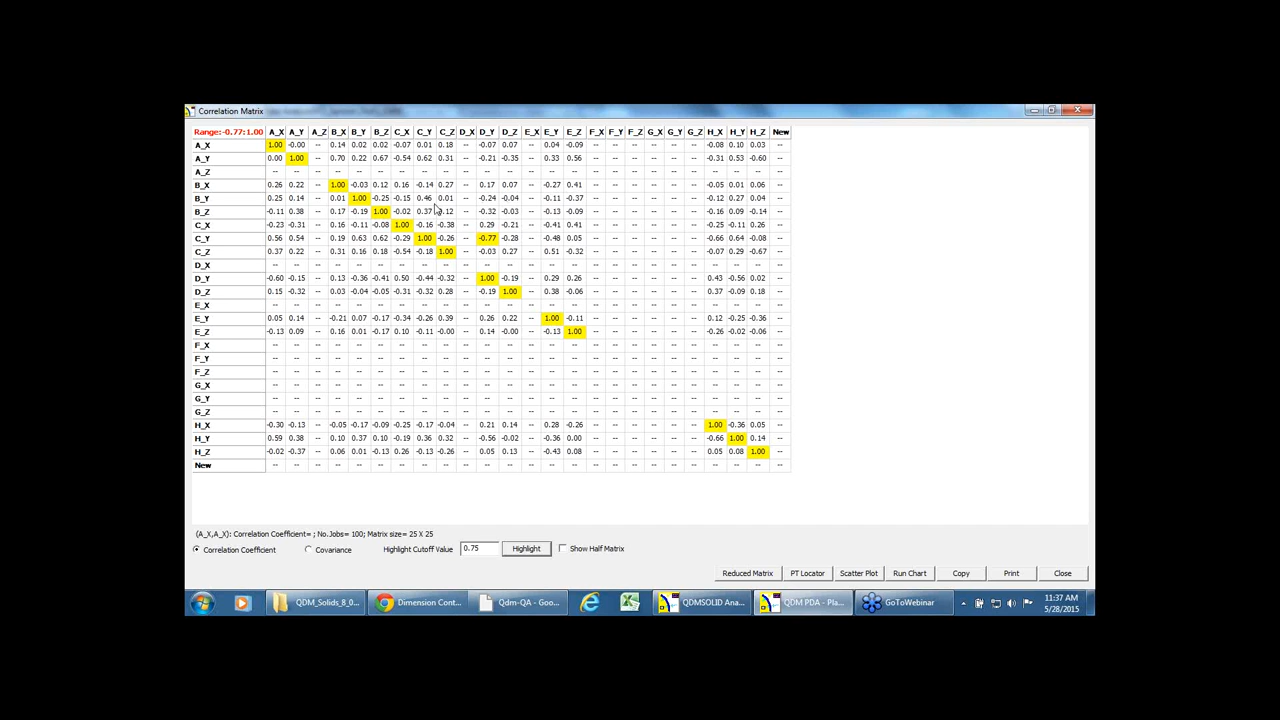 Correlation Matrix
Range:-0.77:1.00 A_X A_Y A_Z B_X B_Y B_Z C_X C_Y C_Z D_X D_Y D_Z E_X E_Y E_Z F_X F_Y F_Z G_X G_Y G_Z H_X H_Y H_Z New
A_X 1.00 -0.00 -- 0.14 0.02 0.02 -0.07 0.01 0.18 -- -0.07 0.07 -- 0.04 -0.09 -- -- -- -- -- -- -0.08 0.10 0.03 --
A_Y 0.00 1.00 -- 0.70 0.22 0.67 -0.54 0.62 0.31 -- -0.21 -0.35 -- 0.33 0.56 -- -- -- -- -- -- -0.31 0.53 -0.60 --
A_Z -- -- -- -- -- -- -- -- -- -- -- -- -- -- -- -- -- -- -- -- -- -- -- -- --
B_X 0.26 0.22 -- 1.00 -0.03 0.12 0.16 -0.14 0.27 -- 0.17 0.07 -- -0.27 0.41 -- -- -- -- -- -- -0.05 0.01 0.06 --
B_Y 0.25 0.14 -- 0.01 1.00 -0.25 -0.15 0.46 0.01 -- -0.24 -0.04 -- -0.11 -0.37 -- -- -- -- -- -- -0.12 0.27 0.04 --
B_Z -0.11 0.38 -- 0.17 -0.19 1.00 -0.02 0.37 0.12 -- -0.32 -0.03 -- -0.13 -0.09 -- -- -- -- -- -- -0.16 0.09 -0.14 --
C_X -0.23 -0.31 -- 0.16 -0.11 -0.08 1.00 -0.16 -0.38 -- 0.29 -0.21 -- -0.41 0.41 -- -- -- -- -- -- -0.25 -0.11 0.26 --
C_Y 0.56 0.54 -- 0.19 0.63 0.62 -0.29 1.00 -0.26 -- -0.77 -0.28 -- -0.48 0.05 -- -- -- -- -- -- -0.66 0.64 -0.08 --
C_Z 0.37 0.22 -- 0.31 0.16 0.18 -0.54 -0.18 1.00 -- -0.03 0.27 -- 0.51 -0.32 -- -- -- -- -- -- -0.07 0.29 -0.67 --
D_X -- -- -- -- -- -- -- -- -- -- -- -- -- -- -- -- -- -- -- -- -- -- -- -- --
D_Y -0.60 -0.15 -- 0.13 -0.36 -0.41 0.50 -0.44 -0.32 -- 1.00 -0.19 -- 0.29 0.26 -- -- -- -- -- -- 0.43 -0.56 0.02 --
D_Z 0.15 -0.32 -- 0.03 -0.04 -0.05 -0.31 -0.32 0.28 -- -0.19 1.00 -- 0.38 -0.06 -- -- -- -- -- -- 0.37 -0.09 0.18 --
E_X -- -- -- -- -- -- -- -- -- -- -- -- -- -- -- -- -- -- -- -- -- -- -- -- --
E_Y 0.05 0.14 -- -0.21 0.07 -0.17 -0.34 -0.26 0.39 -- 0.26 0.22 -- 1.00 -0.11 -- -- -- -- -- -- 0.12 -0.25 -0.36 --
E_Z -0.13 0.09 -- 0.16 0.01 -0.17 0.10 -0.11 -0.00 -- 0.14 -0.00 -- -0.13 1.00 -- -- -- -- -- -- -0.26 -0.02 -0.06 --
F_X -- -- -- -- -- -- -- -- -- -- -- -- -- -- -- -- -- -- -- -- -- -- -- -- --
F_Y -- -- -- -- -- -- -- -- -- -- -- -- -- -- -- -- -- -- -- -- -- -- -- -- --
F_Z -- -- -- -- -- -- -- -- -- -- -- -- -- -- -- -- -- -- -- -- -- -- -- -- --
G_X -- -- -- -- -- -- -- -- -- -- -- -- -- -- -- -- -- -- -- -- -- -- -- -- --
G_Y -- -- -- -- -- -- -- -- -- -- -- -- -- -- -- -- -- -- -- -- -- -- -- -- --
G_Z -- -- -- -- -- -- -- -- -- -- -- -- -- -- -- -- -- -- -- -- -- -- -- -- --
H_X -0.30 -0.13 -- -0.05 -0.17 -0.09 -0.25 -0.17 -0.04 -- 0.21 0.14 -- 0.28 -0.26 -- -- -- -- -- -- 1.00 -0.36 0.05 --
H_Y 0.59 0.38 -- 0.10 0.37 0.10 -0.19 0.36 0.32 -- -0.56 -0.02 -- -0.36 0.00 -- -- -- -- -- -- -0.66 1.00 0.14 --
H_Z -0.02 -0.37 -- 0.06 0.01 -0.13 0.26 -0.13 -0.26 -- 0.05 0.13 -- -0.43 0.08 -- -- -- -- -- -- 0.05 0.08 1.00 --
New -- -- -- -- -- -- -- -- -- -- -- -- -- -- -- -- -- -- -- -- -- -- -- -- --
(A_X,A_X): Correlation Coefficient= ; No.Jobs= 100; Matrix size= 25 X 25
Correlation Coefficient Covariance Highlight Cutoff Value 0.75 Highlight Show Half Matrix
Reduced Matrix PT Locator Scatter Plot Run Chart Copy Print Close
QDM_Solids_8_0... Dimension Cont... Qdm-QA - Goo... QDMSOLID Ana... QDM PDA - Pla... GoToWebinar 11:37 AM
5/28/2015